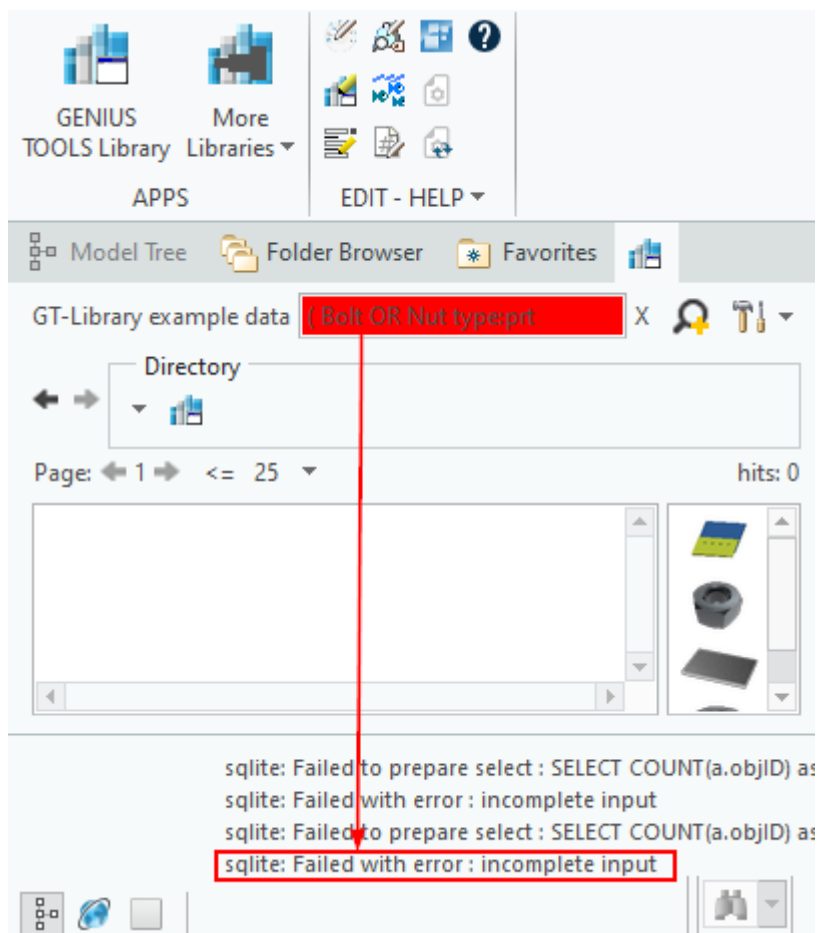 GENIUS
TOOLS Library
More
Libraries
APPS
EDIT - HELP
Model Tree
Folder Browser
Favorites
GT-Library example data
( Bolt OR Nut type:prt
X
Directory
Page:
1
<= 25
hits: 0
sqlite: Failed to prepare select : SELECT COUNT(a.objID) as
sqlite: Failed with error : incomplete input
sqlite: Failed to prepare select : SELECT COUNT(a.objID) as
sqlite: Failed with error : incomplete input